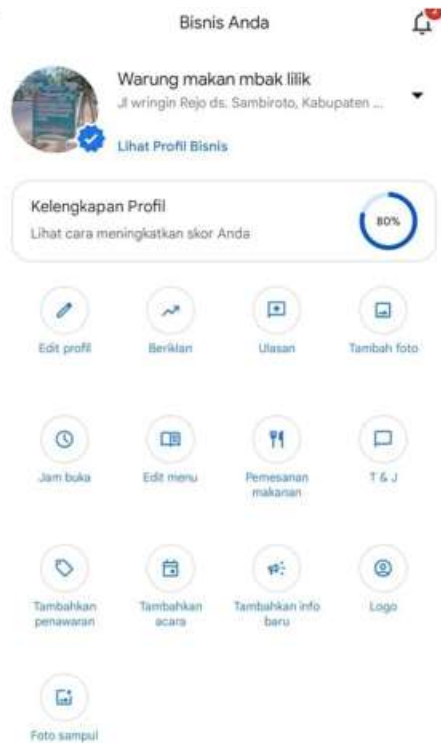 Bisnis Anda
Warung makan mbak lilik
Jl wringin Rejo ds. Sambiroto, Kabupaten ...
Lihat Profil Bisnis
Kelengkapan Profil
Lihat cara meningkatkan skor Anda
80%
Edit profil
Beriklan
Ulasan
Tambah foto
Jam buka
Edit menu
Pemesanan
makanan
T & J
Tambahkan
penawaran
Tambahkan
acara
Tambahkan info
baru
Logo
Foto sampul